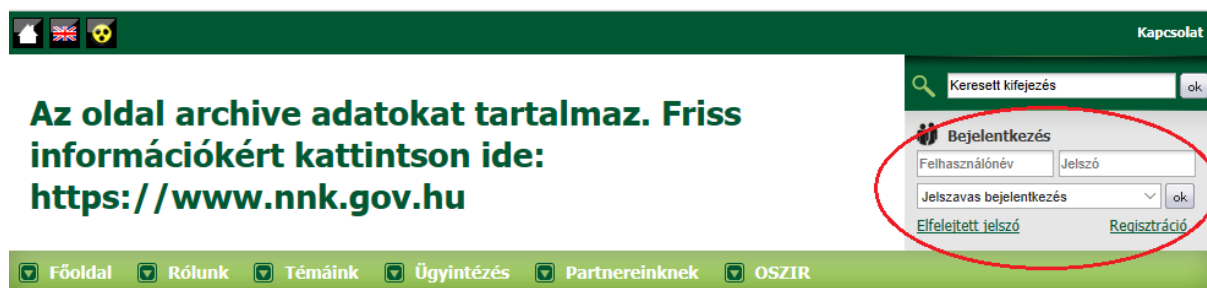 Kapcsolat
Keresett kifejezés ok
Az oldal archive adatokat tartalmaz. Friss
információkért kattintson ide:
https://www.nnk.gov.hu
Bejelentkezés
Felhasználónév Jelszó
Jelszavas bejelentkezés ok
Elfelejtett jelszó Regisztráció
Főoldal Rólunk Témáink Ügyintézés Partnereinknek OSZIR